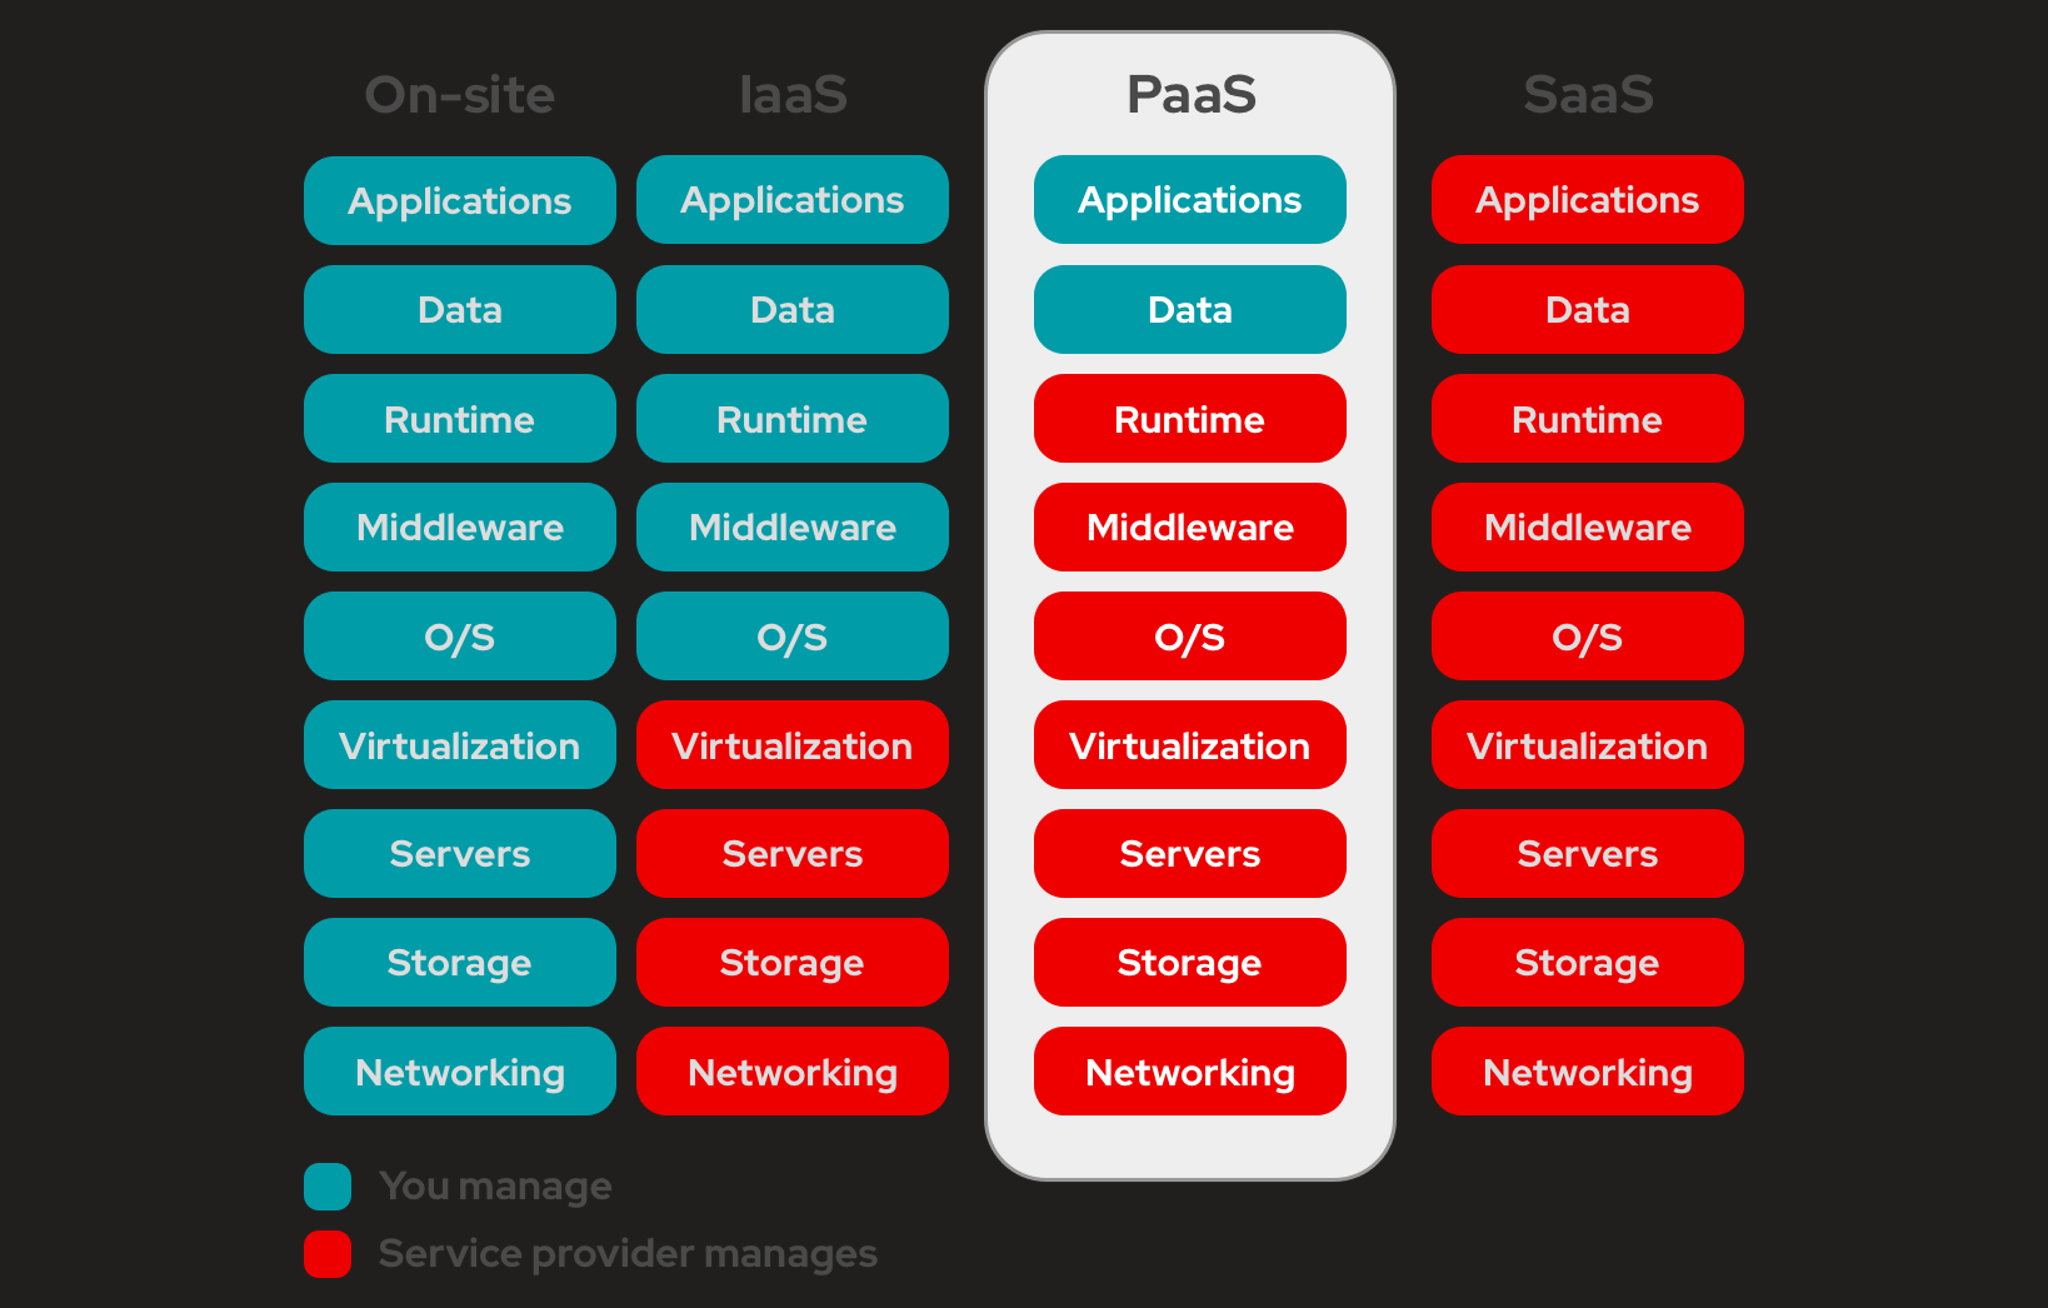 On-site IaaS PaaS SaaS
Applications Applications Applications Applications
Data Data Data Data
Runtime Runtime Runtime Runtime
Middleware Middleware Middleware Middleware
O/S O/S O/S O/S
Virtualization Virtualization Virtualization Virtualization
Servers Servers Servers Servers
Storage Storage Storage Storage
Networking Networking Networking Networking
You manage
Service provider manages